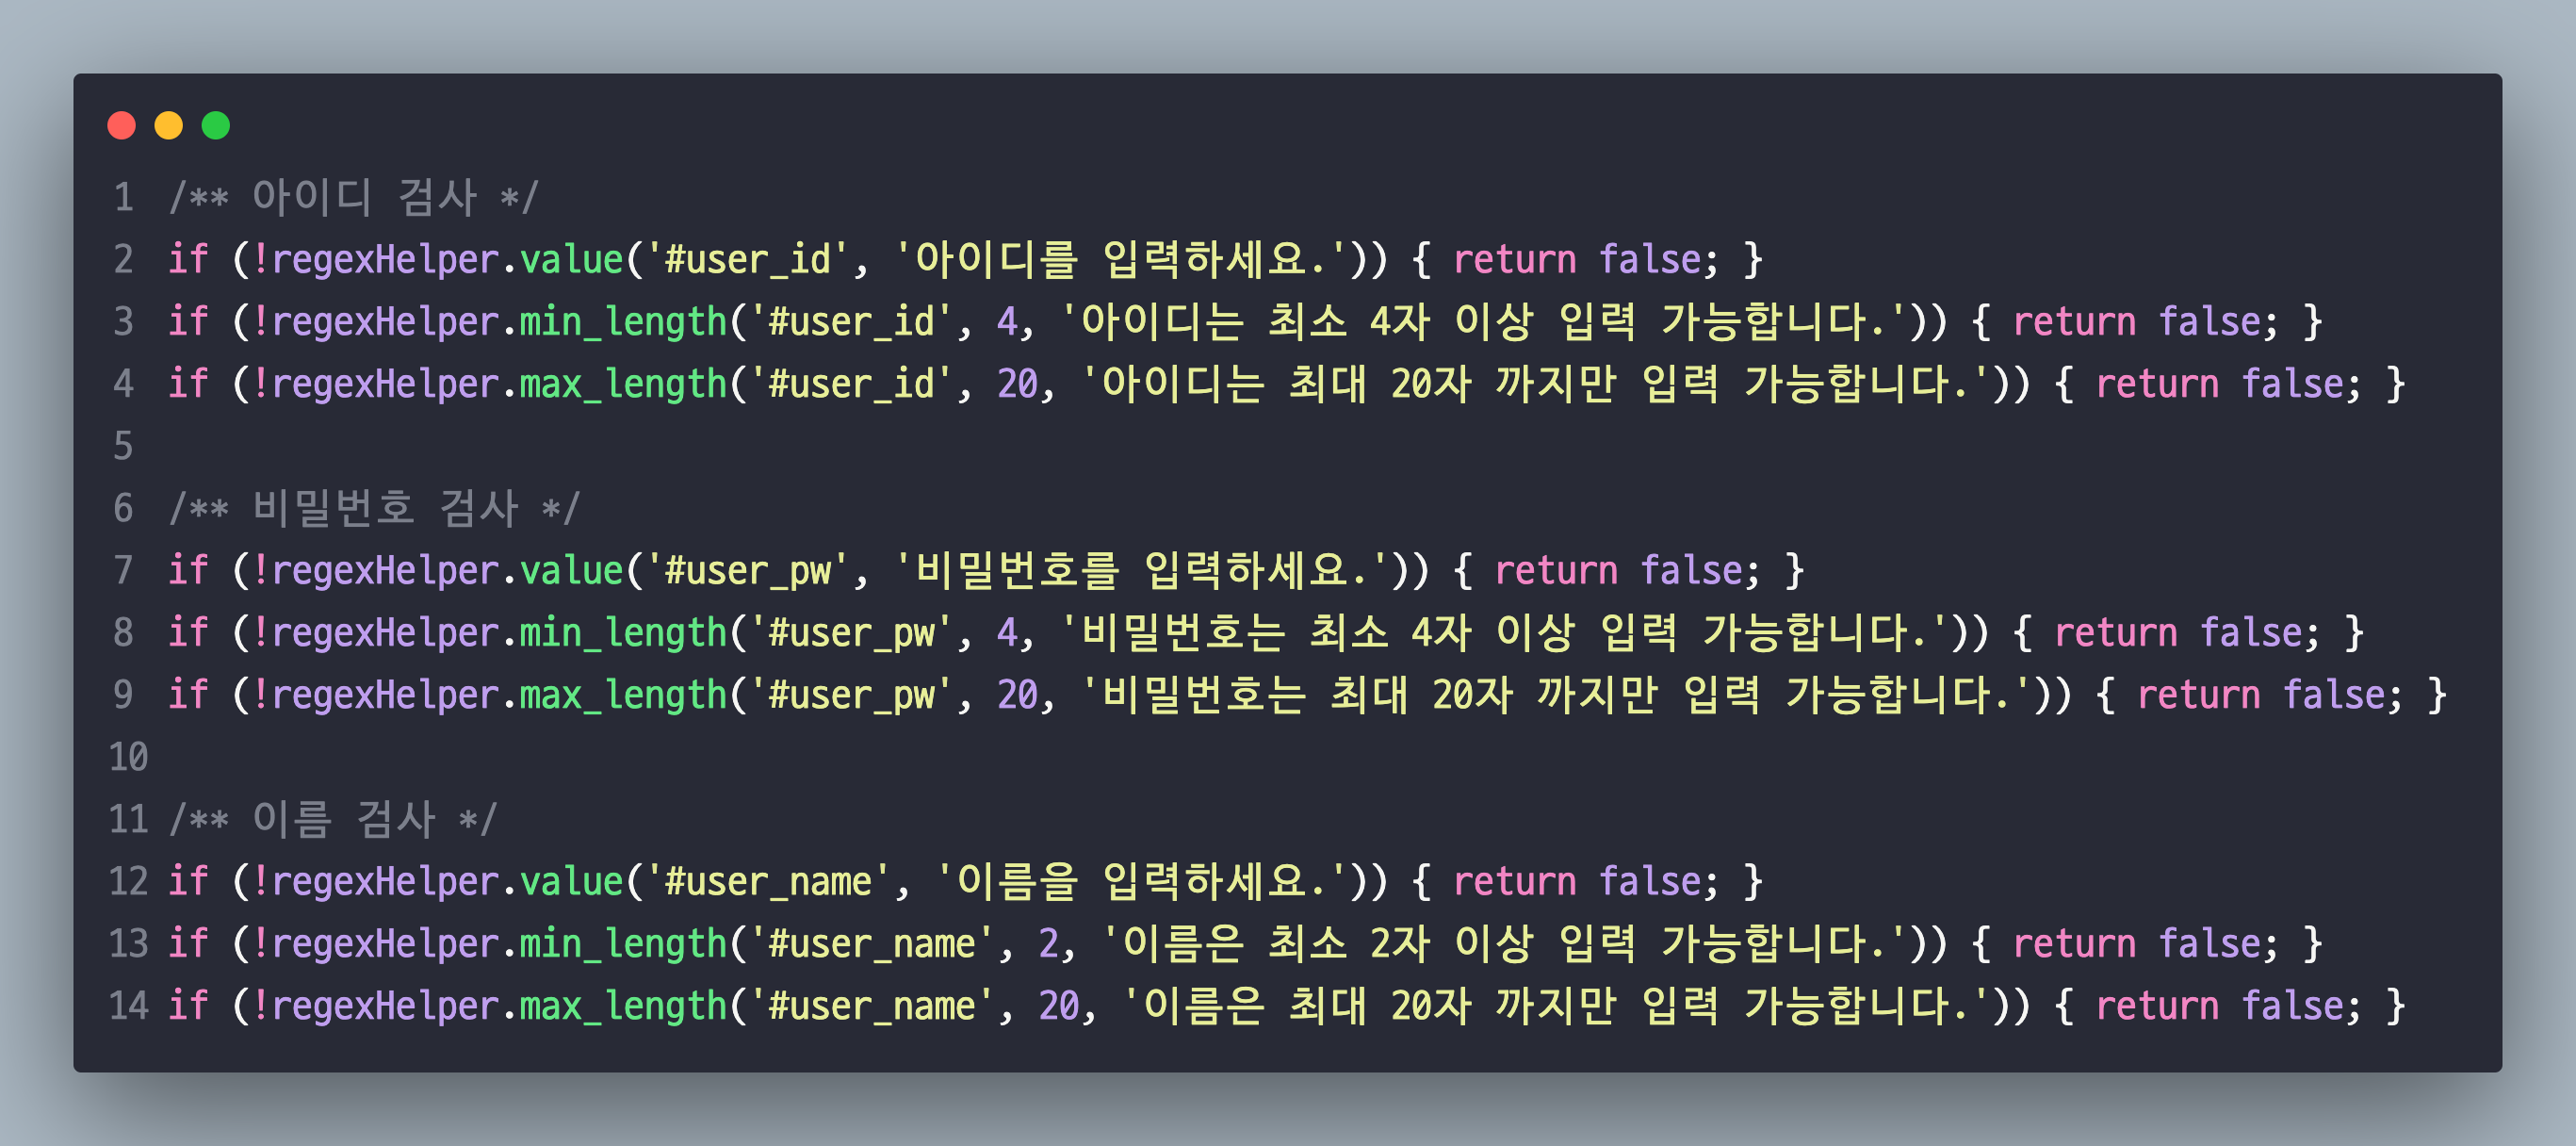 1 /** 아이디 검사 */
2 if (!regexHelper.value('#user_id', '아이디를 입력하세요.')) { return false; }
3 if (!regexHelper.min_length('#user_id', 4, '아이디는 최소 4자 이상 입력 가능합니다.')) { return false; }
4 if (!regexHelper.max_length('#user_id', 20, '아이디는 최대 20자 까지만 입력 가능합니다.')) { return false; }
5
6 /** 비밀번호 검사 */
7 if (!regexHelper.value('#user_pw', '비밀번호를 입력하세요.')) { return false; }
8 if (!regexHelper.min_length('#user_pw', 4, '비밀번호는 최소 4자 이상 입력 가능합니다.')) { return false; }
9 if (!regexHelper.max_length('#user_pw', 20, '비밀번호는 최대 20자 까지만 입력 가능합니다.')) { return false; }
10
11 /** 이름 검사 */
12 if (!regexHelper.value('#user_name', '이름을 입력하세요.')) { return false; }
13 if (!regexHelper.min_length('#user_name', 2, '이름은 최소 2자 이상 입력 가능합니다.')) { return false; }
14 if (!regexHelper.max_length('#user_name', 20, '이름은 최대 20자 까지만 입력 가능합니다.')) { return false; }